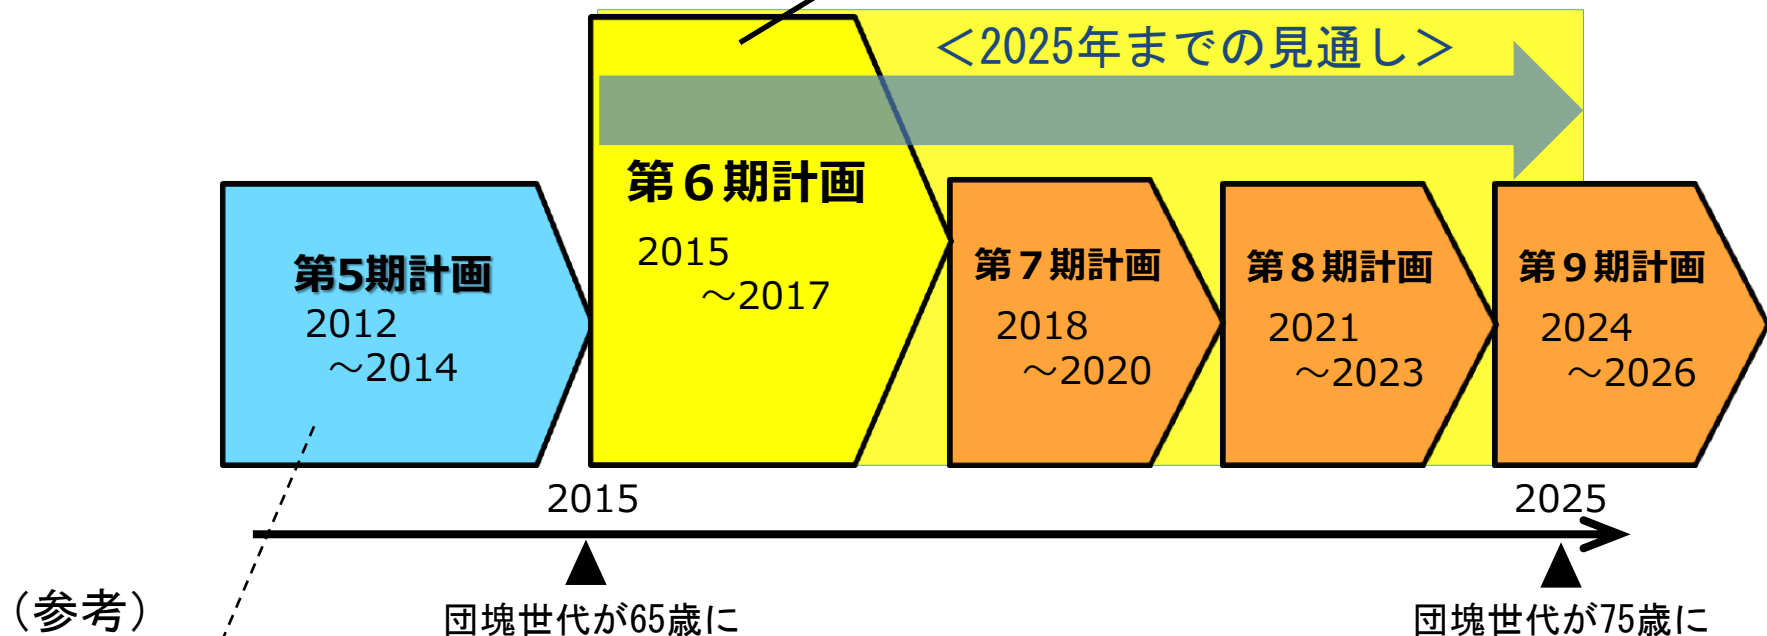 ＜2025年までの見通し＞
第5期計画
2012
～2014
第６期計画
2015
～2017
第７期計画
2018
～2020
第８期計画
2021
～2023
第９期計画
2024
～2026
2015
2025
（参考）
団塊世代が65歳に
団塊世代が75歳に